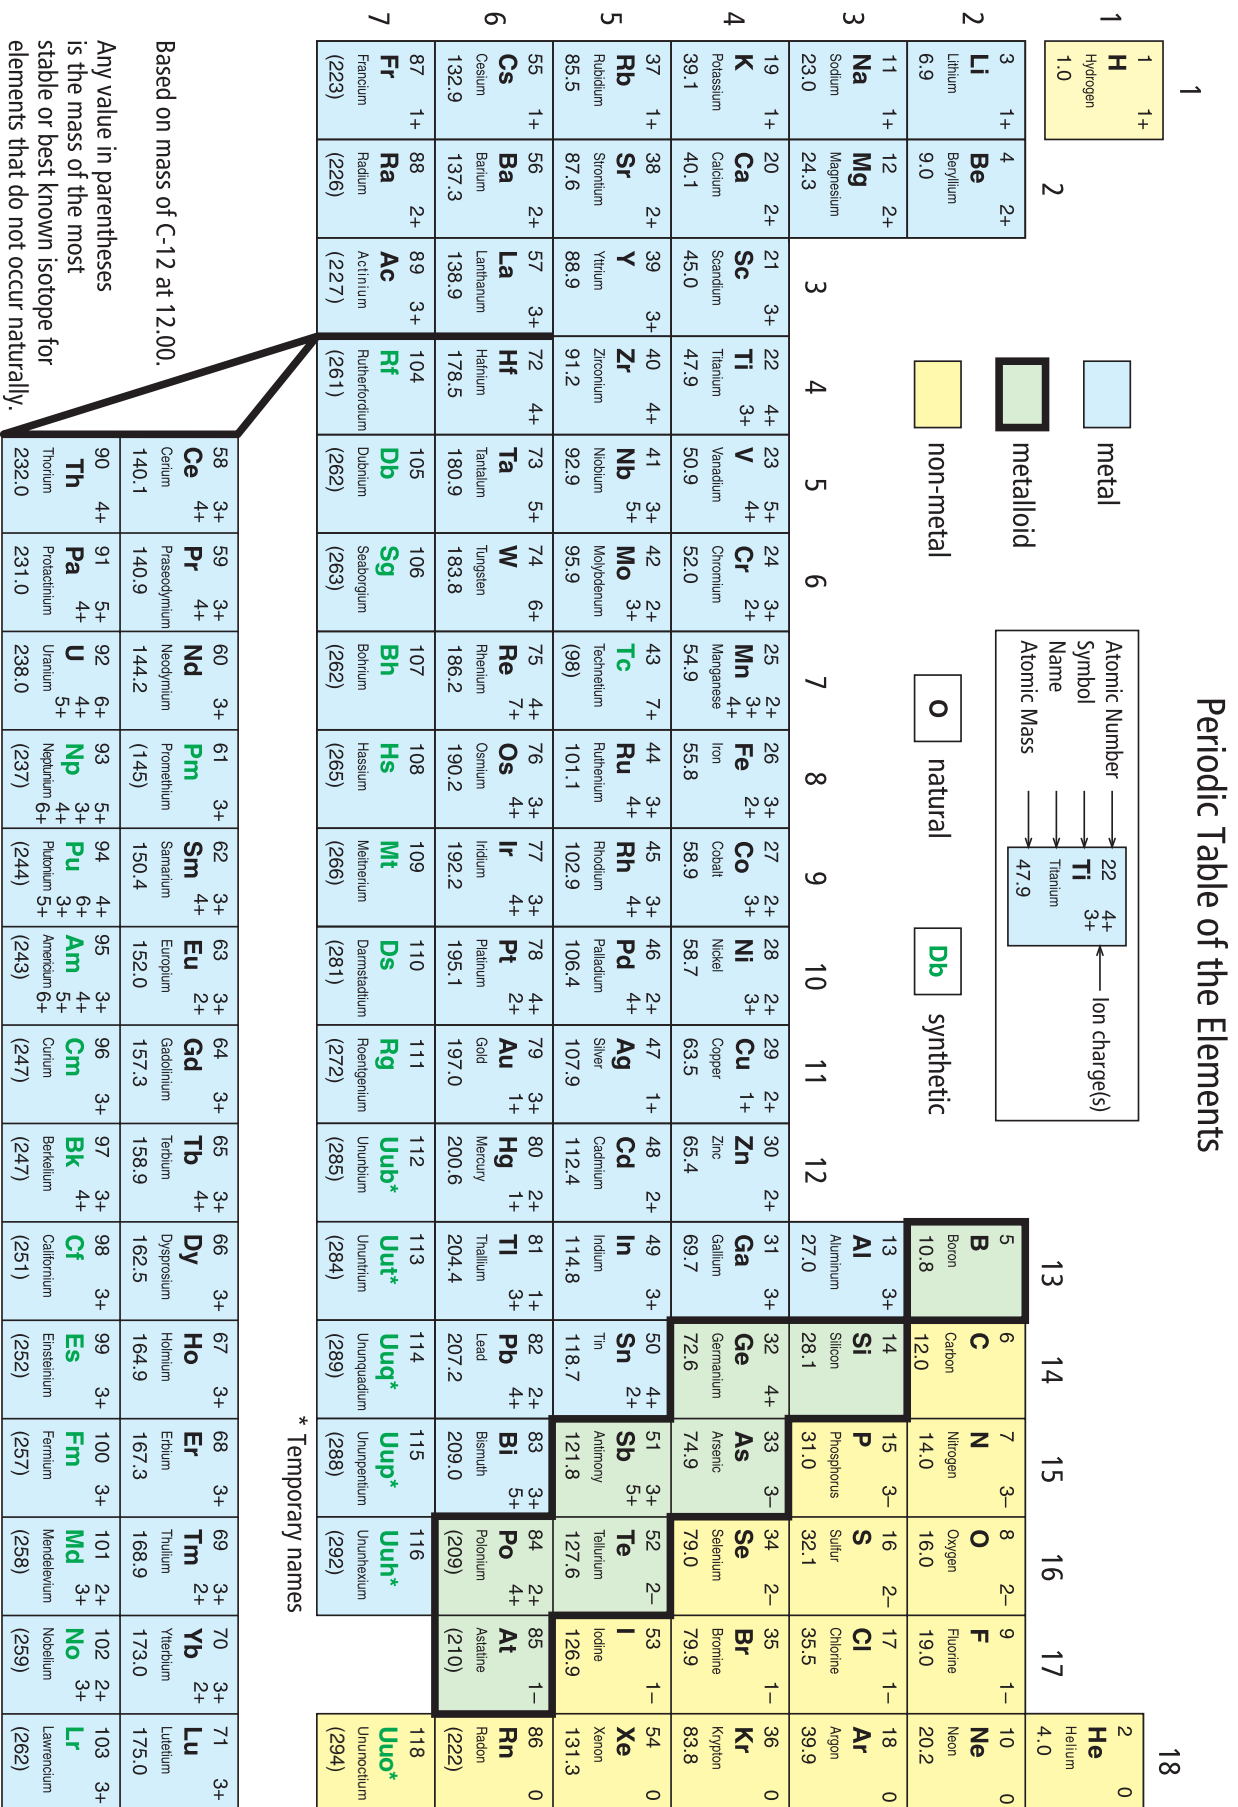 Periodic Table of the Elements
1
18
1 1+ 2 0
1 H He
Hydrogen Helium
1.0 4.0
2 13 14 15 16 17
Atomic Number 22 4+
Symbol Ti 3+ Ion charge(s)
Name Titanium
Atomic Mass 47.9
metal
metalloid
non-metal O natural Db synthetic
3 1+ 4 2+ 5 6 7 3– 8 2– 9 1– 10 0
2 Li Be B C N O F Ne
Lithium Beryllium Boron Carbon Nitrogen Oxygen Fluorine Neon
6.9 9.0 10.8 12.0 14.0 16.0 19.0 20.2
11 1+ 12 2+ 13 3+ 14 15 3– 16 2– 17 1– 18 0
3 Na Mg Al Si P S Cl Ar
Sodium Magnesium Aluminum Silicon Phosphorus Sulfur Chlorine Argon
23.0 24.3 27.0 28.1 31.0 32.1 35.5 39.9
3 4 5 6 7 8 9 10 11 12
19 1+ 20 2+ 21 3+ 22 4+ 23 5+ 24 3+ 25 2+ 26 3+ 27 2+ 28 2+ 29 2+ 30 2+ 31 3+ 32 4+ 33 3– 34 2– 35 1– 36 0
4 K Ca Sc Ti 3+ V 4+ Cr 2+ Mn 3+ Fe 2+ Co 3+ Ni 3+ Cu 1+ Zn Ga Ge As Se Br Kr
Potassium Calcium Scandium Titanium Vanadium Chromium Manganese 4+ Iron Cobalt Nickel Copper Zinc Gallium Germanium Arsenic Selenium Bromine Krypton
39.1 40.1 45.0 47.9 50.9 52.0 54.9 55.8 58.9 58.7 63.5 65.4 69.7 72.6 74.9 79.0 79.9 83.8
37 1+ 38 2+ 39 3+ 40 4+ 41 3+ 42 2+ 43 7+ 44 3+ 45 3+ 46 2+ 47 1+ 48 2+ 49 3+ 50 4+ 51 3+ 52 2– 53 1– 54 0
5 Rb Sr Y Zr Nb 5+ Mo 3+ Tc Ru 4+ Rh 4+ Pd 4+ Ag Cd In Sn 2+ Sb 5+ Te I Xe
Rubidium Strontium Yttrium Zirconium Niobium Molybdenum Technetium Ruthenium Rhodium Palladium Silver Cadmium Indium Tin Antimony Tellurium Iodine Xenon
85.5 87.6 88.9 91.2 92.9 95.9 (98) 101.1 102.9 106.4 107.9 112.4 114.8 118.7 121.8 127.6 126.9 131.3
55 1+ 56 2+ 57 3+ 72 4+ 73 5+ 74 6+ 75 4+ 76 3+ 77 3+ 78 4+ 79 3+ 80 2+ 81 1+ 82 2+ 83 3+ 84 2+ 85 1– 86 0
6 Cs Ba La Hf Ta W Re 7+ Os 4+ Ir 4+ Pt 2+ Au 1+ Hg 1+ Tl 3+ Pb 4+ Bi 5+ Po 4+ At Rn
Cesium Barium Lanthanum Hafnium Tantalum Tungsten Rhenium Osmium Iridium Platinum Gold Mercury Thallium Lead Bismuth Polonium Astatine Radon
132.9 137.3 138.9 178.5 180.9 183.8 186.2 190.2 192.2 195.1 197.0 200.6 204.4 207.2 209.0 (209) (210) (222)
87 1+ 88 2+ 89 3+ 104 105 106 107 108 109 110 111 112 113 114 115 116 118
7 Fr Ra Ac Rf Db Sg Bh Hs Mt Ds Rg Uub* Uut* Uuq* Uup* Uuh* Uuo*
Francium Radium Actinium Rutherfordium Dubnium Seaborgium Bohrium Hassium Meitnerium Darmstadtium Roentgenium Ununbium Ununtrium Ununquadium Ununpentium Ununhexium Ununoctium
(223) (226) (227) (261) (262) (263) (262) (265) (266) (281) (272) (285) (284) (289) (288) (292) (294)
* Temporary names
58 3+ 59 3+ 60 3+ 61 3+ 62 3+ 63 3+ 64 3+ 65 3+ 66 3+ 67 3+ 68 3+ 69 3+ 70 3+ 71 3+
Ce 4+ Pr 4+ Nd Pm Sm 4+ Eu 2+ Gd Tb 4+ Dy Ho Er Tm 2+ Yb 2+ Lu
Cerium Praseodymium Neodymium Promethium Samarium Europium Gadolinium Terbium Dysprosium Holmium Erbium Thulium Ytterbium Lutetium
140.1 140.9 144.2 (145) 150.4 152.0 157.3 158.9 162.5 164.9 167.3 168.9 173.0 175.0
90 4+ 91 5+ 92 6+ 93 5+ 94 4+ 95 3+ 96 3+ 97 3+ 98 3+ 99 3+ 100 3+ 101 2+ 102 2+ 103 3+
Th Pa 4+ U 4+ Np 3+ Pu 6+ Am 4+ Cm Bk 4+ Cf Es Fm Md 3+ No 3+ Lr
Thorium Protactinium Uranium 5+ Neptunium 4+ 6+ Plutonium 3+ 5+ Americium 5+ 6+ Curium Berkelium Californium Einsteinium Fermium Mendelevium Nobelium Lawrencium
232.0 231.0 238.0 (237) (244) (243) (247) (247) (251) (252) (257) (258) (259) (262)
Based on mass of C-12 at 12.00.
Any value in parentheses
is the mass of the most
stable or best known isotope for
elements that do not occur naturally.